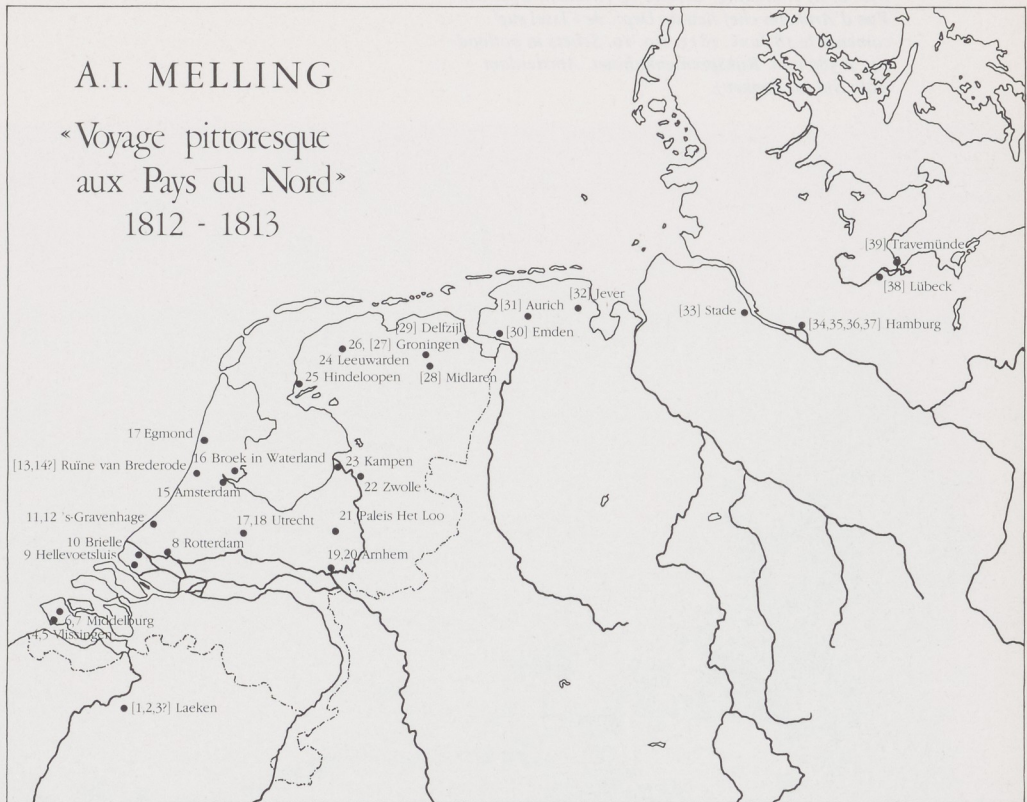 A.I. MELLING
«Voyage pittoresque
aux Pays du Nord»
1812 - 1813
[39] Travemünde
[38] Lübeck
[32] Jever
[31] Aurich
[33] Stade
[34,35,36,37] Hamburg
[29] Delfzijl
[30] Emden
26, [27] Groningen
24 Leeuwarden
25 Hindeloopen
[28] Midlaren
17 Egmond
16 Broek in Waterland
23 Kampen
[13,14?] Ruïne van Brederode
22 Zwolle
15 Amsterdam
11,12 's-Gravenhage
17,18 Utrecht
21 Paleis Het Loo
10 Brielle
8 Rotterdam
9 Hellevoetsluis
19,20 Arnhem
6,7 Middelburg
4,5 Vlissingen
[1,2,3?] Laeken